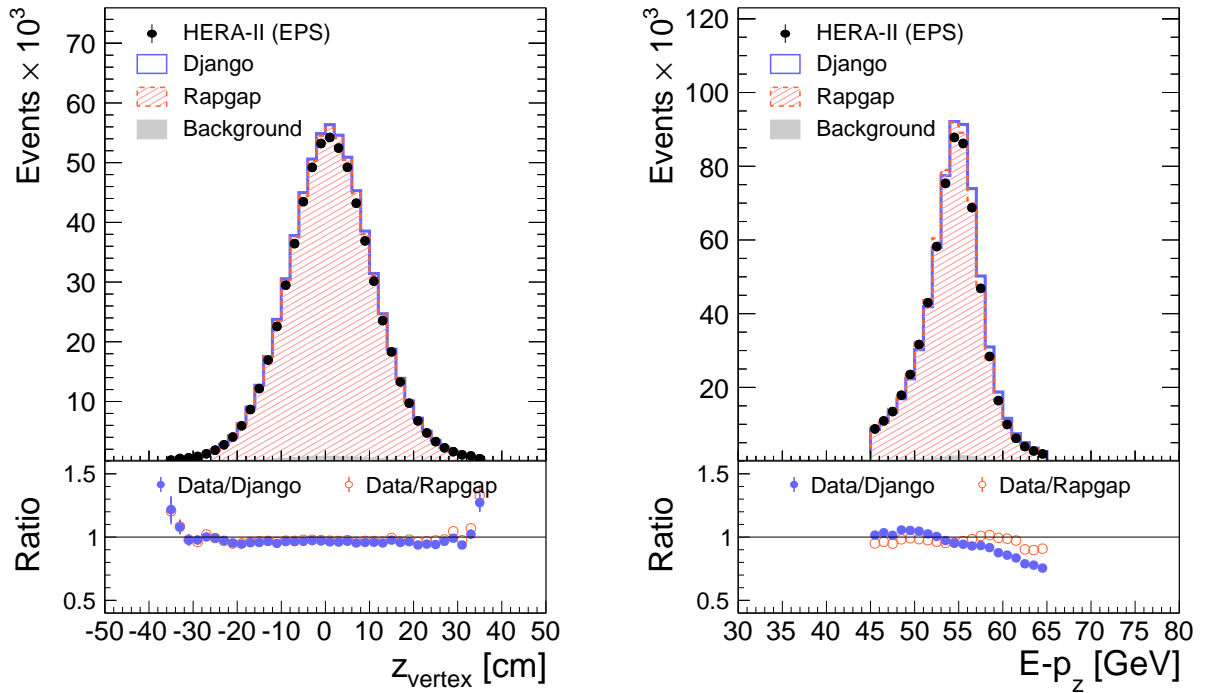 Events × 10³
70
60
50
40
30
20
10
HERA-II (EPS)
Django
Rapgap
Background
Ratio
1.5
1
0.5
Data/Django
Data/Rapgap
-50 -40 -30 -20 -10 0 10 20 30 40 50
z_vertex [cm]
Events × 10³
120
100
80
60
40
20
HERA-II (EPS)
Django
Rapgap
Background
Ratio
1.5
1
0.5
Data/Django
Data/Rapgap
30 35 40 45 50 55 60 65 70 75 80
E-p_z [GeV]